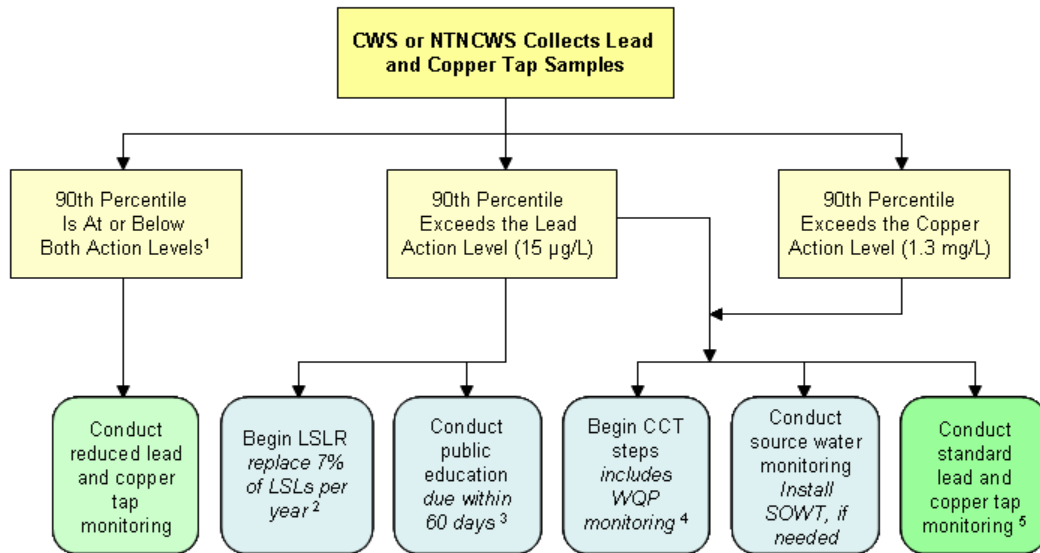 CWS or NTNCWS Collects Lead
and Copper Tap Samples
90th Percentile
Is At or Below
Both Action Levels¹
90th Percentile
Exceeds the Lead
Action Level (15 µg/L)
90th Percentile
Exceeds the Copper
Action Level (1.3 mg/L)
Conduct
reduced lead
and copper
tap
monitoring
Begin LSLR
replace 7%
of LSLs per
year ²
Conduct
public
education
due within
60 days ³
Begin CCT
steps
includes
WQP
monitoring ⁴
Conduct
source water
monitoring
Install
SOWT, if
needed
Conduct
standard
lead and
copper tap
monitoring ⁵